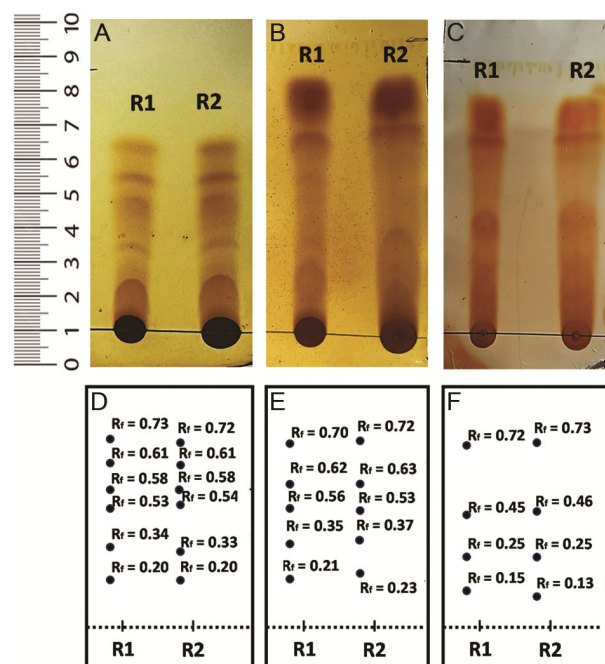 10
9
8
7
6
5
4
3
2
1
0
A
R1 R2
B
R1 R2
C
R1 R2
D
Rf = 0.73 Rf = 0.72
Rf = 0.61 Rf = 0.61
Rf = 0.58 Rf = 0.58
Rf = 0.53 Rf = 0.54
Rf = 0.34 Rf = 0.33
Rf = 0.20 Rf = 0.20
R1 R2
E
Rf = 0.70 Rf = 0.72
Rf = 0.62 Rf = 0.63
Rf = 0.56 Rf = 0.53
Rf = 0.35 Rf = 0.37
Rf = 0.21 Rf = 0.23
R1 R2
F
Rf = 0.72 Rf = 0.73
Rf = 0.45 Rf = 0.46
Rf = 0.25 Rf = 0.25
Rf = 0.15 Rf = 0.13
R1 R2